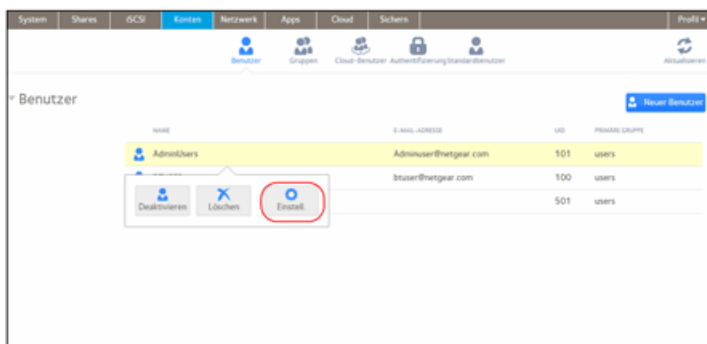 System Shares iSCSI Konten Netzwerk Apps Cloud Sichern Profil
Benutzer Gruppen Cloud-Benutzer Authentifizierung Standardbenutzer Aktualisieren
Benutzer
Neuer Benutzer
NAME E-MAIL-ADRESSE UID PRIMÄRE GRUPPE
AdminUsers Adminuser@netgear.com 101 users
btuser@netgear.com 100 users
Deaktivieren Löschen Einstell.
501 users